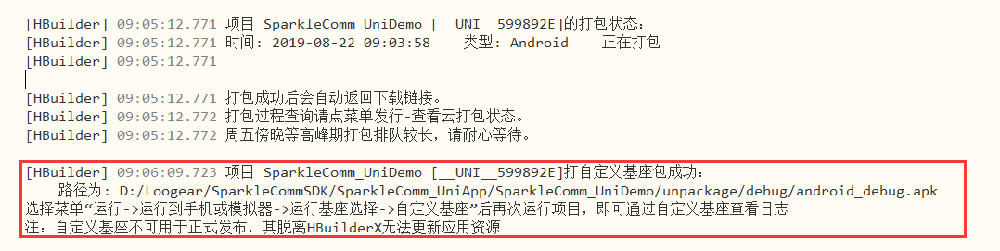 [HBuilder] 09:05:12.771 项目 SparkleComm_UniDemo [__UNI__599892E]的打包状态：
[HBuilder] 09:05:12.771 时间: 2019-08-22 09:03:58    类型: Android    正在打包
[HBuilder] 09:05:12.771
[HBuilder] 09:05:12.771 打包成功后会自动返回下载链接。
[HBuilder] 09:05:12.772 打包过程查询请点菜单发行-查看云打包状态。
[HBuilder] 09:05:12.772 周五傍晚等高峰期打包排队较长，请耐心等待。
[HBuilder] 09:06:09.723 项目 SparkleComm_UniDemo [__UNI__599892E]打自定义基座包成功：
路径为: D:/Loogear/SparkleCommSDK/SparkleComm_UniApp/SparkleComm_UniDemo/unpackage/debug/android_debug.apk
选择菜单“运行->运行到手机或模拟器->运行基座选择->自定义基座”后再次运行项目，即可通过自定义基座查看日志
注：自定义基座不可用于正式发布，其脱离HBuilderX无法更新应用资源